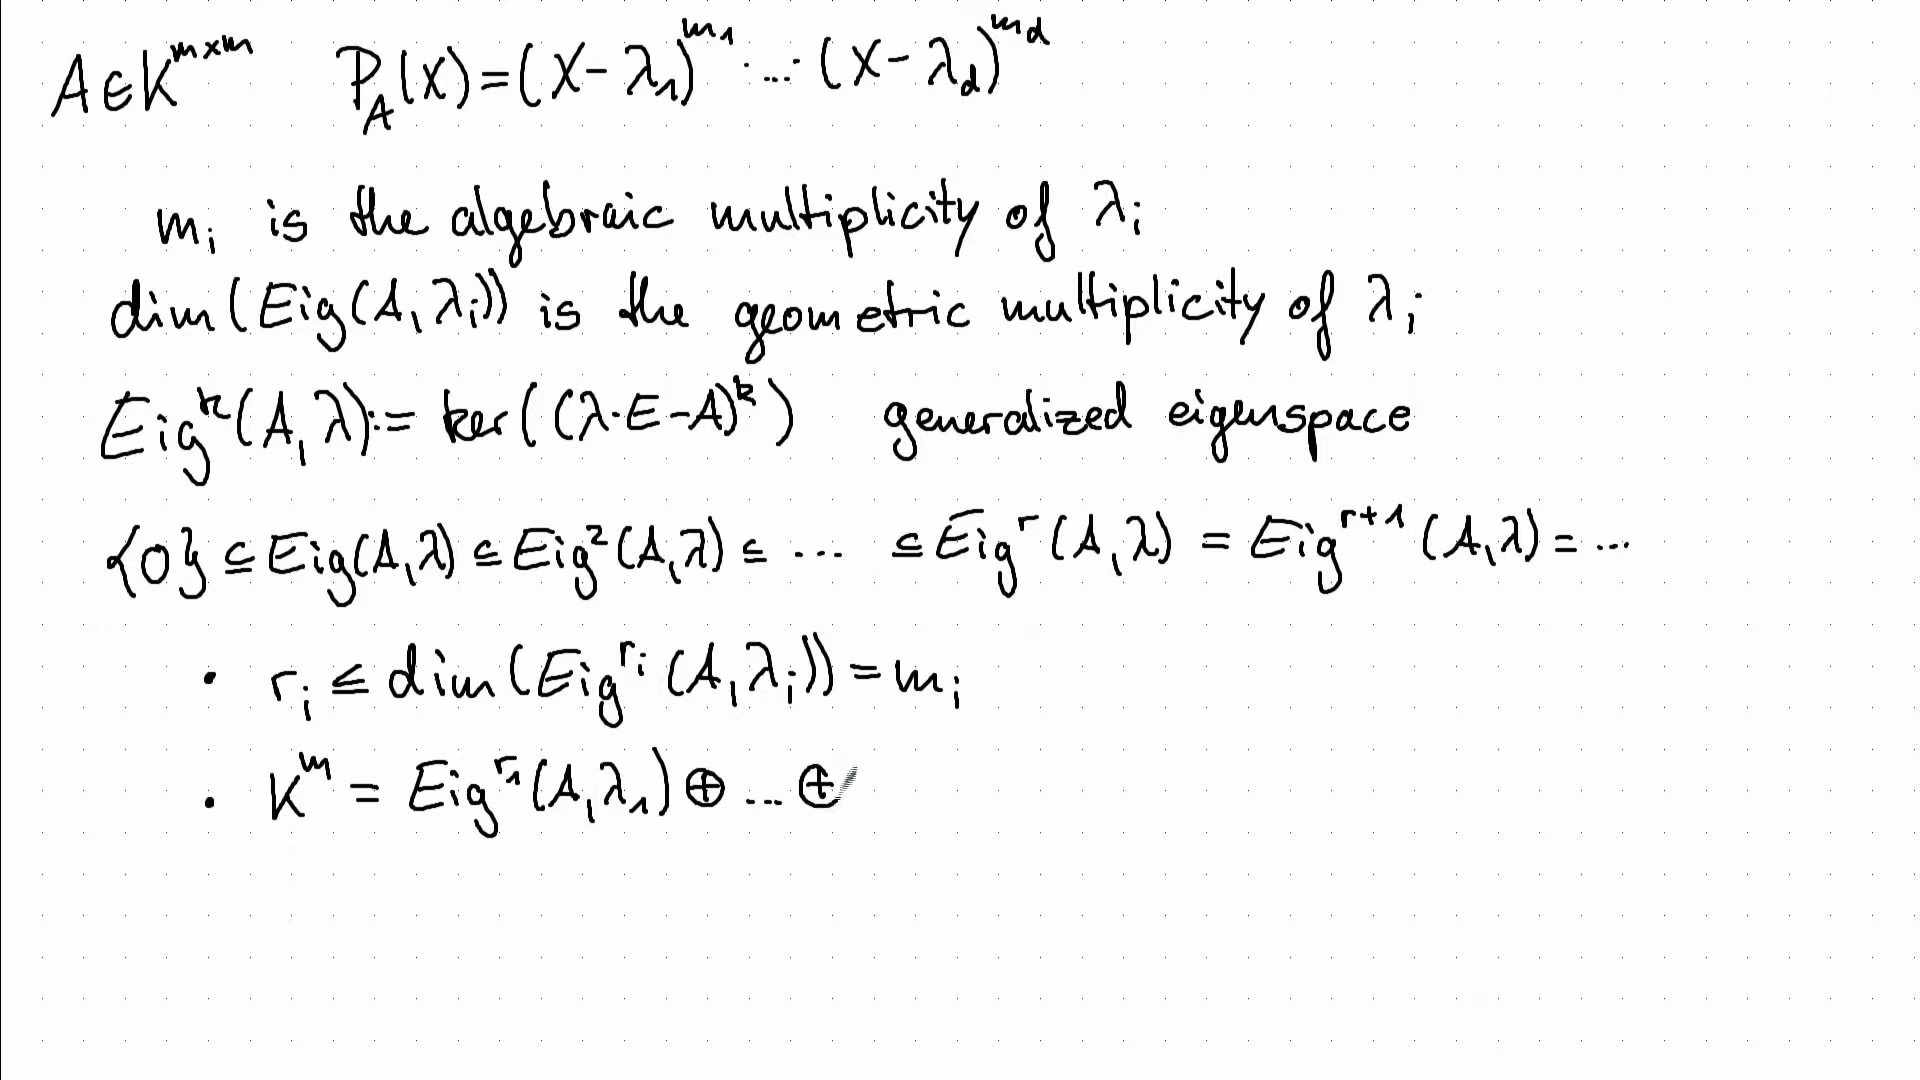 A ∈ K^{m×m} P_A(X) = (X - λ_1)^{m_1} · ... · (X - λ_d)^{m_d}
m_i is the algebraic multiplicity of λ_i
dim(Eig(A, λ_i)) is the geometric multiplicity of λ_i
Eig^k(A, λ) := ker((λ·E - A)^k) generalized eigenspace
{0} ⊆ Eig(A, λ) ⊆ Eig^2(A, λ) ⊆ ... ⊆ Eig^r(A, λ) = Eig^{r+1}(A, λ) = ...
• r_i ≤ dim(Eig^{r_i}(A, λ_i)) = m_i
• K^m = Eig^{r_1}(A, λ_1) ⊕ ... ⊕